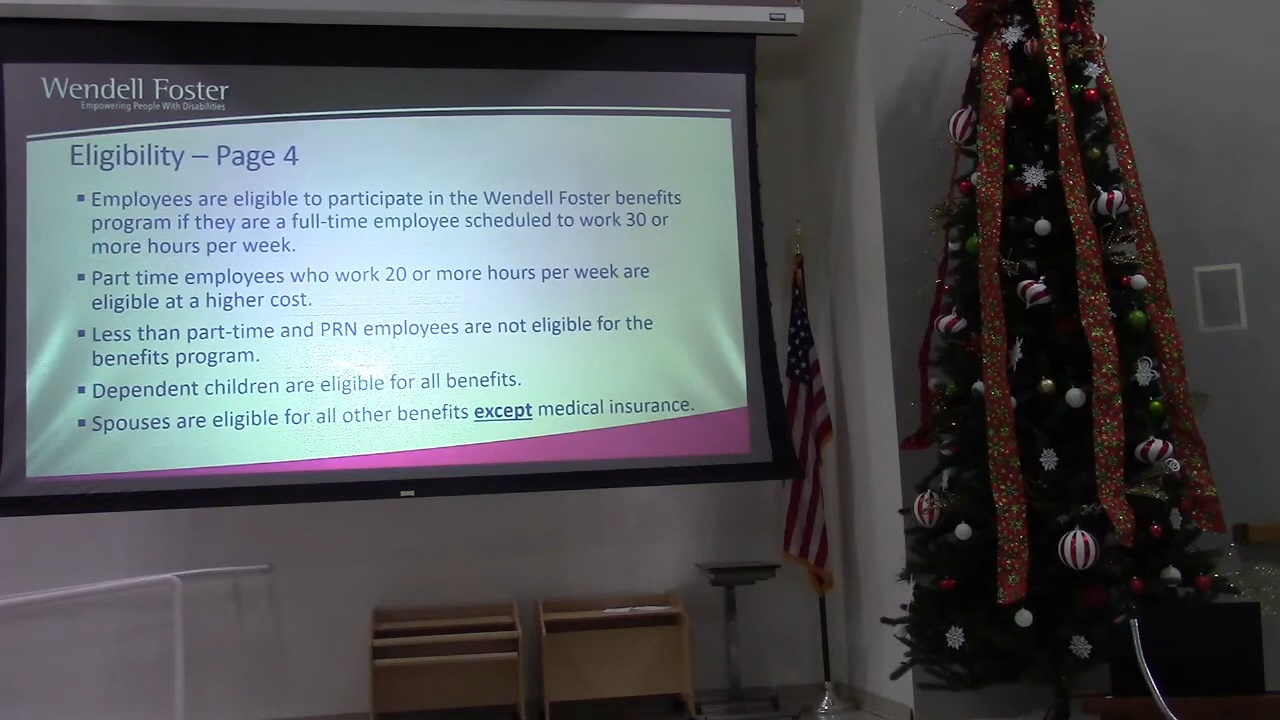 Wendell Foster
Empowering People With Disabilities
Eligibility – Page 4
▪ Employees are eligible to participate in the Wendell Foster benefits
program if they are a full-time employee scheduled to work 30 or
more hours per week.
▪ Part time employees who work 20 or more hours per week are
eligible at a higher cost.
▪ Less than part-time and PRN employees are not eligible for the
benefits program.
▪ Dependent children are eligible for all benefits.
▪ Spouses are eligible for all other benefits except medical insurance.